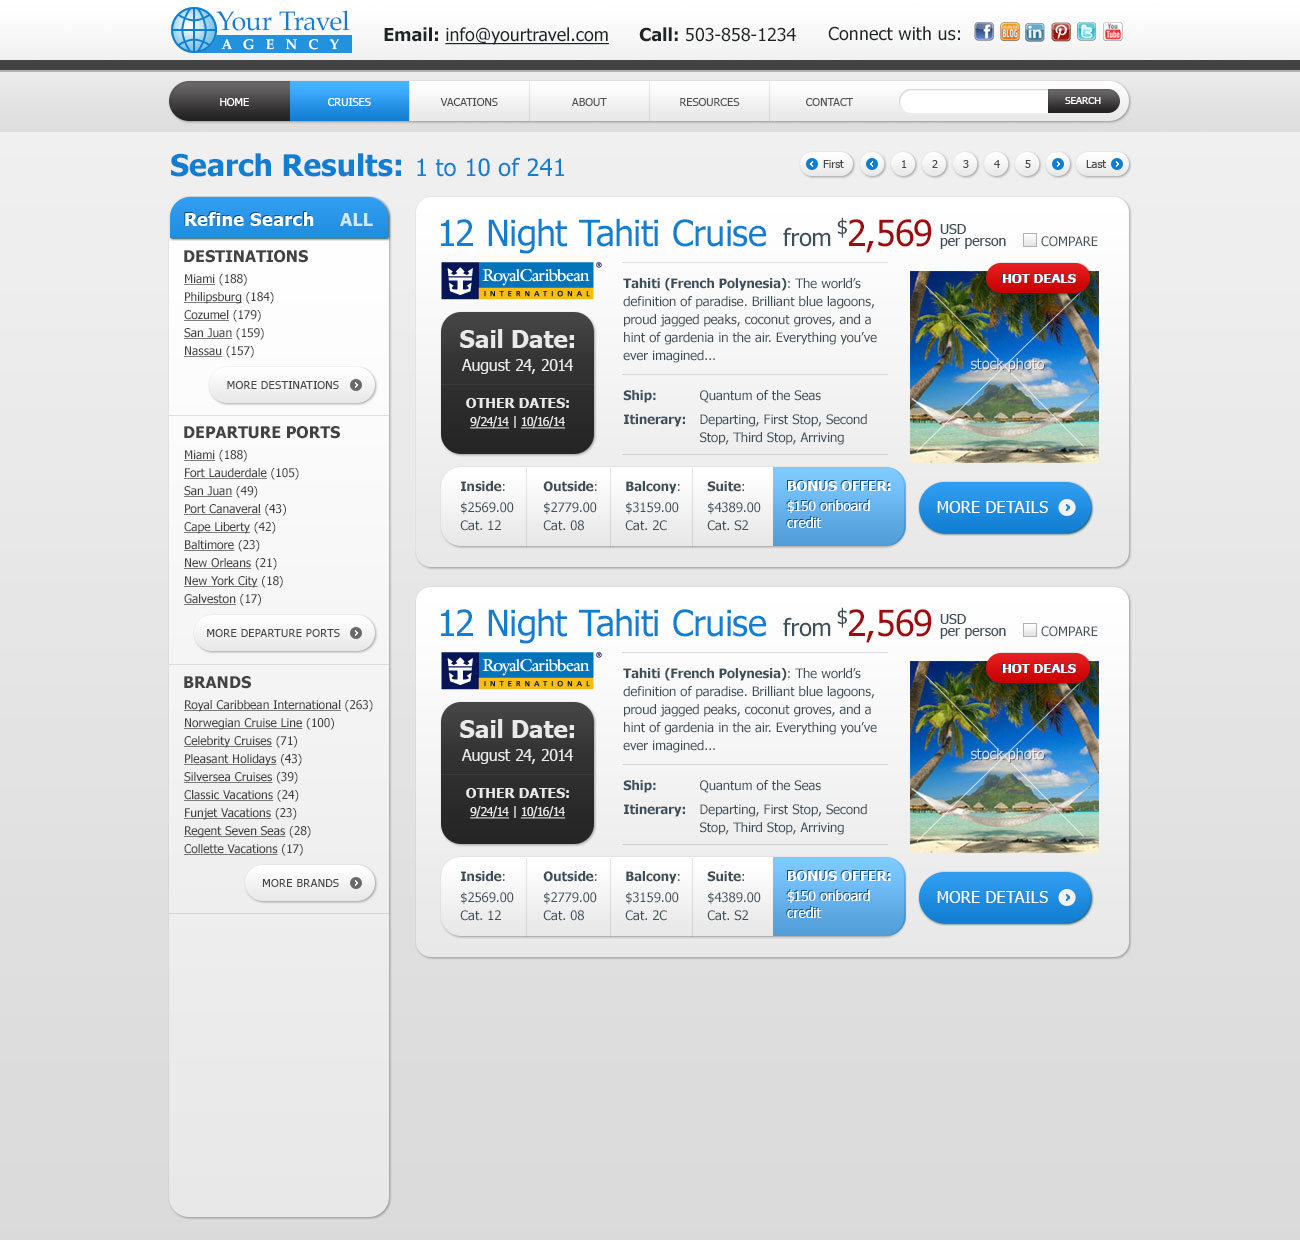 Your Travel
AGENCY
Email: info@yourtravel.com
Call: 503-858-1234
Connect with us:
BLOG
in
You
Tube
HOME
CRUISES
VACATIONS
ABOUT
RESOURCES
CONTACT
SEARCH
Search Results: 1 to 10 of 241
First
1
2
3
4
5
Last
Refine Search ALL
DESTINATIONS
Miami (188)
Philipsburg (184)
Cozumel (179)
San Juan (159)
Nassau (157)
MORE DESTINATIONS
DEPARTURE PORTS
Miami (188)
Fort Lauderdale (105)
San Juan (49)
Port Canaveral (43)
Cape Liberty (42)
Baltimore (23)
New Orleans (21)
New York City (18)
Galveston (17)
MORE DEPARTURE PORTS
BRANDS
Royal Caribbean International (263)
Norwegian Cruise Line (100)
Celebrity Cruises (71)
Pleasant Holidays (43)
Silversea Cruises (39)
Classic Vacations (24)
Funjet Vacations (23)
Regent Seven Seas (28)
Collette Vacations (17)
MORE BRANDS
12 Night Tahiti Cruise from $2,569 USD
per person
COMPARE
RoyalCaribbean ®
INTERNATIONAL
Sail Date:
August 24, 2014
OTHER DATES:
9/24/14 | 10/16/14
Tahiti (French Polynesia): The world's
definition of paradise. Brilliant blue lagoons,
proud jagged peaks, coconut groves, and a
hint of gardenia in the air. Everything you've
ever imagined...
Ship: Quantum of the Seas
Itinerary: Departing, First Stop, Second
Stop, Third Stop, Arriving
HOT DEALS
stock photo
Inside:
$2569.00
Cat. 12
Outside:
$2779.00
Cat. 08
Balcony:
$3159.00
Cat. 2C
Suite:
$4389.00
Cat. S2
BONUS OFFER:
$150 onboard
credit
MORE DETAILS
12 Night Tahiti Cruise from $2,569 USD
per person
COMPARE
RoyalCaribbean ®
INTERNATIONAL
Sail Date:
August 24, 2014
OTHER DATES:
9/24/14 | 10/16/14
Tahiti (French Polynesia): The world's
definition of paradise. Brilliant blue lagoons,
proud jagged peaks, coconut groves, and a
hint of gardenia in the air. Everything you've
ever imagined...
Ship: Quantum of the Seas
Itinerary: Departing, First Stop, Second
Stop, Third Stop, Arriving
HOT DEALS
stock photo
Inside:
$2569.00
Cat. 12
Outside:
$2779.00
Cat. 08
Balcony:
$3159.00
Cat. 2C
Suite:
$4389.00
Cat. S2
BONUS OFFER:
$150 onboard
credit
MORE DETAILS